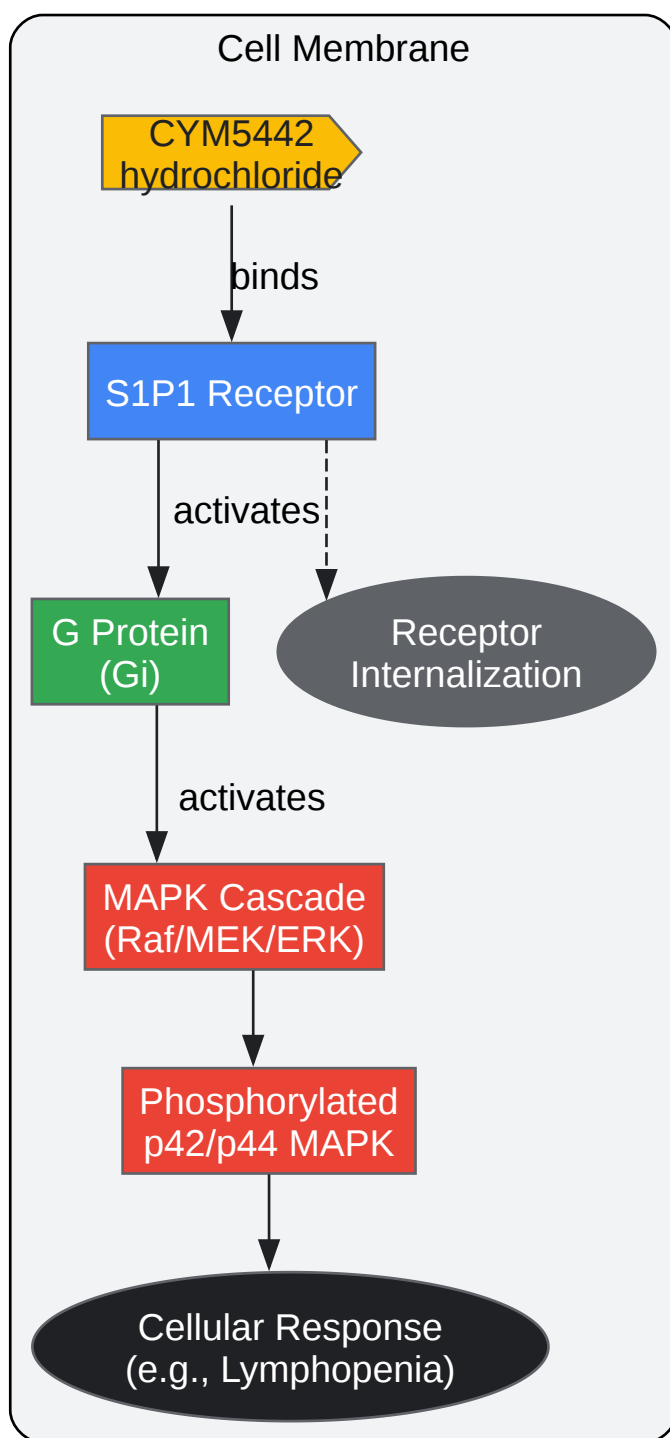 Cell Membrane
CYM5442
hydrochloride
binds
S1P1 Receptor
activates
G Protein
(Gi)
Receptor
Internalization
activates
MAPK Cascade
(Raf/MEK/ERK)
Phosphorylated
p42/p44 MAPK
Cellular Response
(e.g., Lymphopenia)